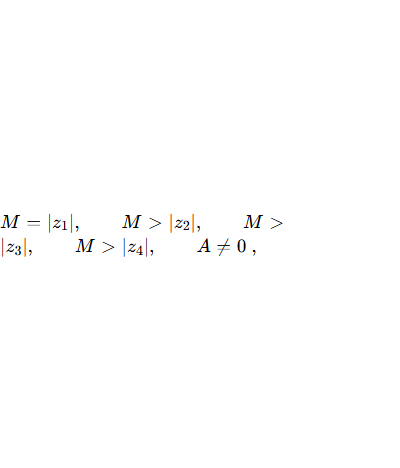 M = |z₁|, M > |z₂|, M >
|z₃|, M > |z₄|, A ≠ 0 ,